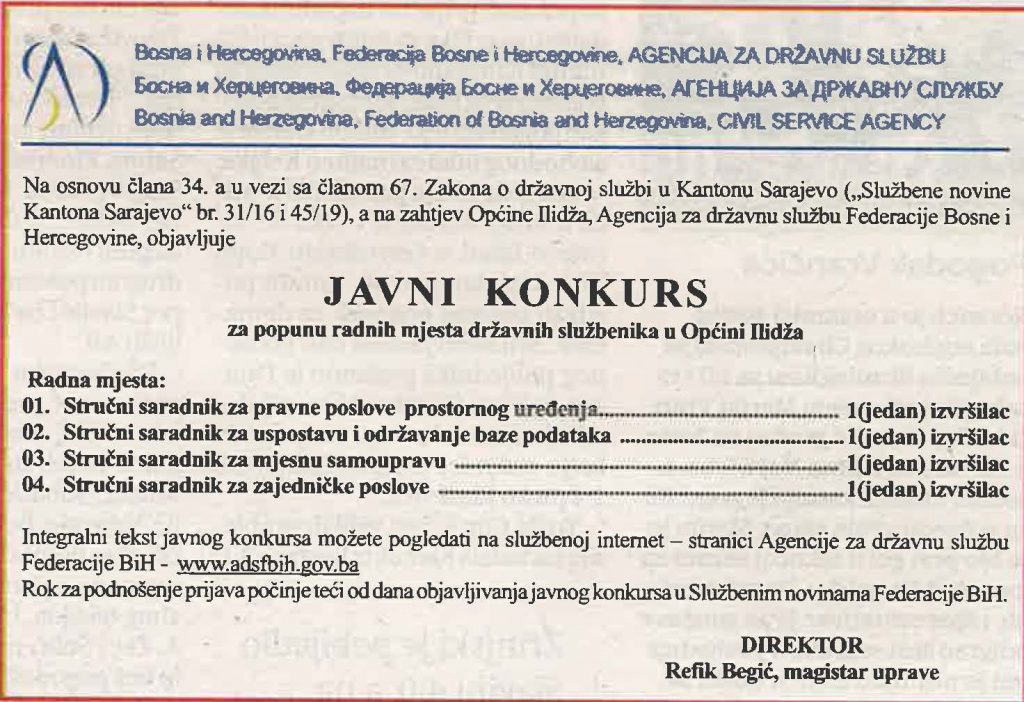 Bosna i Hercegovina, Federacija Bosne i Hercegovine, AGENCIJA ZA DRŽAVNU SLUŽBU
Босна и Херцеговина, Федерација Босне и Херцеговине, АГЕНЦИЈА ЗА ДРЖАВНУ СЛУЖБУ
Bosnia and Herzegovina, Federation of Bosnia and Herzegovina, CIVIL SERVICE AGENCY
Na osnovu člana 34. a u vezi sa članom 67. Zakona o državnoj službi u Kantonu Sarajevo („Službene novine
Kantona Sarajevo“ br. 31/16 i 45/19), a na zahtjev Općine Ilidža, Agencija za državnu službu Federacije Bosne i
Hercegovine, objavljuje
JAVNI KONKURS
za popunu radnih mjesta državnih službenika u Općini Ilidža
Radna mjesta:
01. Stručni saradnik za pravne poslove prostornog uređenja.......................................... 1(jedan) izvršilac
02. Stručni saradnik za uspostavu i održavanje baze podataka ...................................... 1(jedan) izvršilac
03. Stručni saradnik za mjesnu samoupravu .................................................................... 1(jedan) izvršilac
04. Stručni saradnik za zajedničke poslove ....................................................................... 1(jedan) izvršilac
Integralni tekst javnog konkursa možete pogledati na službenoj internet – stranici Agencije za državnu službu
Federacije BiH - www.adsfbih.gov.ba
Rok za podnošenje prijava počinje teći od dana objavljivanja javnog konkursa u Službenim novinama Federacije BiH.
DIREKTOR
Refik Begić, magistar uprave